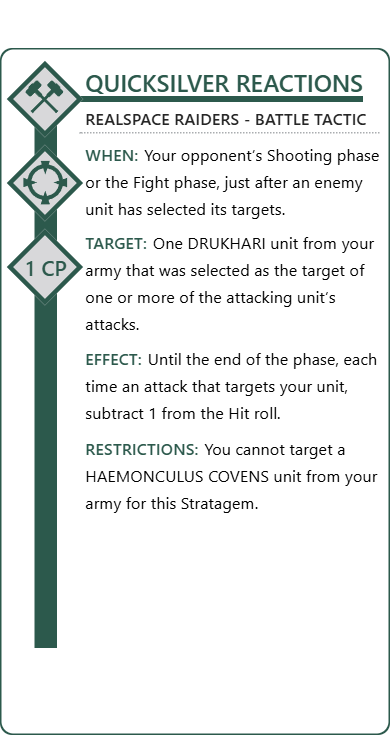 QUICKSILVER REACTIONS
REALSPACE RAIDERS - BATTLE TACTIC
WHEN: Your opponent's Shooting phase
or the Fight phase, just after an enemy
unit has selected its targets.
1 CP
TARGET: One DRUKHARI unit from your
army that was selected as the target of
one or more of the attacking unit's
attacks.
EFFECT: Until the end of the phase, each
time an attack that targets your unit,
subtract 1 from the Hit roll.
RESTRICTIONS: You cannot target a
HAEMONCULUS COVENS unit from your
army for this Stratagem.